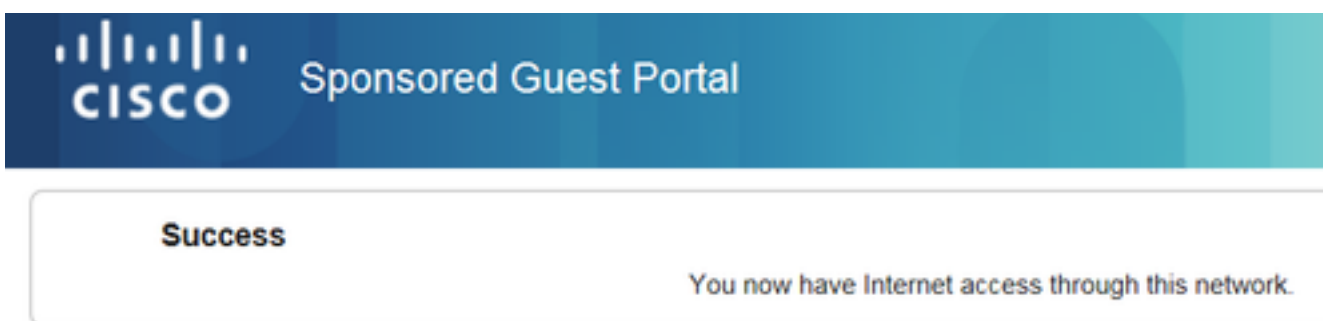 CISCO
Sponsored Guest Portal
Success
You now have Internet access through this network.